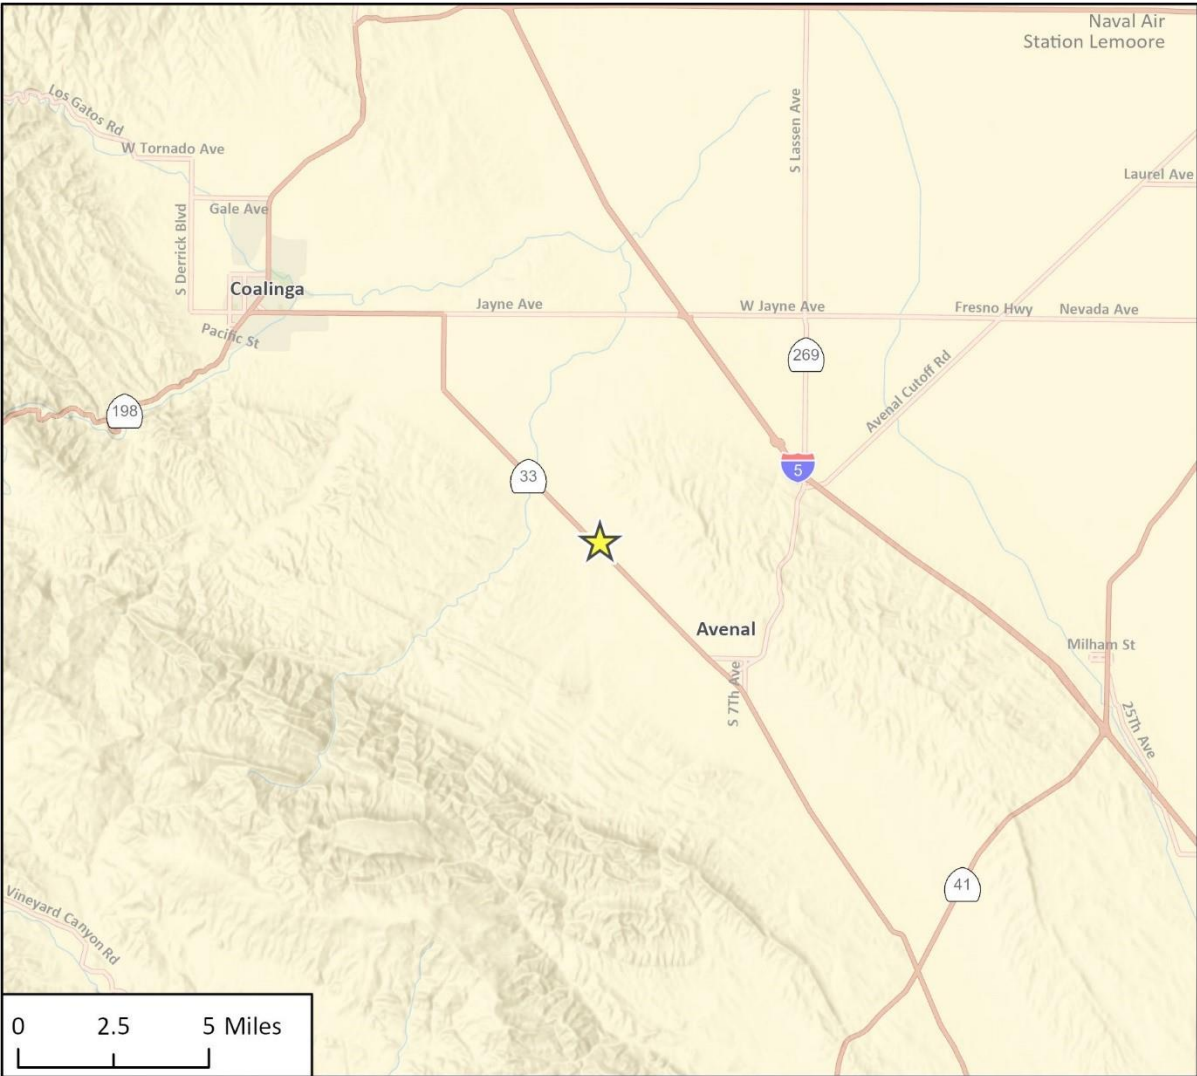 Naval Air
Station Lemoore
Los Gatos Rd
W Tornado Ave
S Lassen Ave
Laurel Ave
Gale Ave
S Derrick Blvd
Coalinga
Jayne Ave
W Jayne Ave
Fresno Hwy
Nevada Ave
Pacific St
269
Avenal Cutoff Rd
198
5
33
Avenal
Milham St
S 7Th Ave
25Th Ave
41
Vineyard Canyon Rd
0 2.5 5 Miles